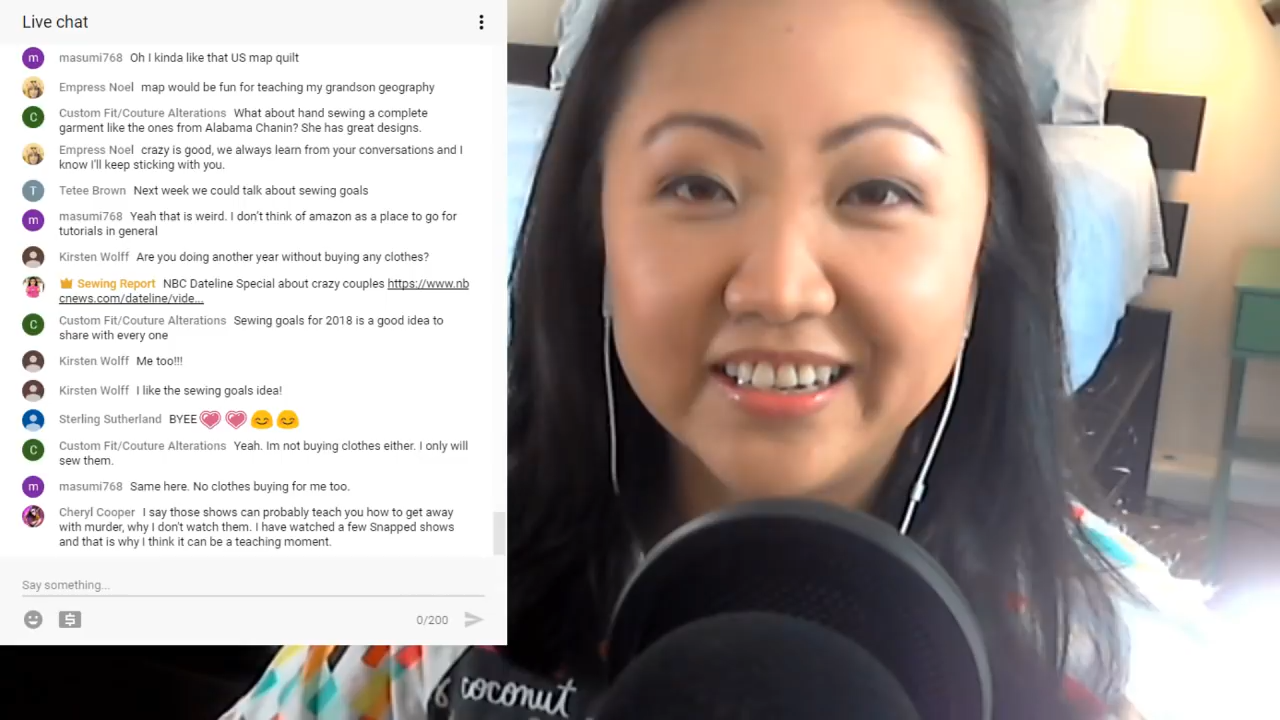 Live chat
masumi768 Oh I kinda like that US map quilt
Empress Noel map would be fun for teaching my grandson geography
Custom Fit/Couture Alterations What about hand sewing a complete
garment like the ones from Alabama Chanin? She has great designs.
Empress Noel crazy is good, we always learn from your conversations and I
know I'll keep sticking with you.
Tetee Brown Next week we could talk about sewing goals
masumi768 Yeah that is weird. I don't think of amazon as a place to go for
tutorials in general
Kirsten Wolff Are you doing another year without buying any clothes?
Sewing Report NBC Dateline Special about crazy couples https://www.nb
cnews.com/dateline/vide...
Custom Fit/Couture Alterations Sewing goals for 2018 is a good idea to
share with every one
Kirsten Wolff Me too!!!
Kirsten Wolff I like the sewing goals idea!
Sterling Sutherland BYEE💗💗😊😊
Custom Fit/Couture Alterations Yeah. Im not buying clothes either. I only will
sew them.
masumi768 Same here. No clothes buying for me too.
Cheryl Cooper I say those shows can probably teach you how to get away
with murder, why I don't watch them. I have watched a few Snapped shows
and that is why I think it can be a teaching moment.
Say something...
0/200
coconut